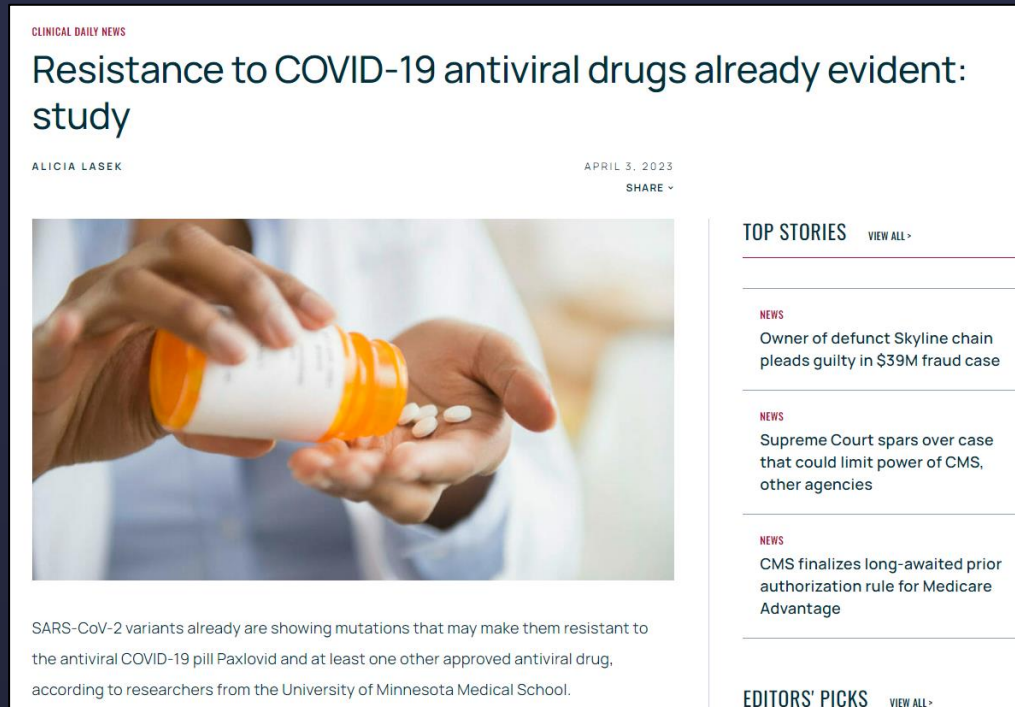 CLINICAL DAILY NEWS
Resistance to COVID-19 antiviral drugs already evident:
study
ALICIA LASEK
APRIL 3, 2023
SHARE
TOP STORIES VIEW ALL >
NEWS
Owner of defunct Skyline chain
pleads guilty in $39M fraud case
NEWS
Supreme Court spars over case
that could limit power of CMS,
other agencies
NEWS
CMS finalizes long-awaited prior
authorization rule for Medicare
Advantage
SARS-CoV-2 variants already are showing mutations that may make them resistant to
the antiviral COVID-19 pill Paxlovid and at least one other approved antiviral drug,
according to researchers from the University of Minnesota Medical School.
EDITORS' PICKS VIEW ALL >